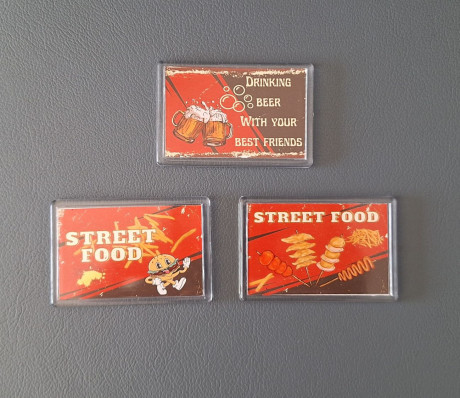 DRINKING
BEER
WITH YOUR
BEST FRIENDS
STREET
FOOD
STREET FOOD